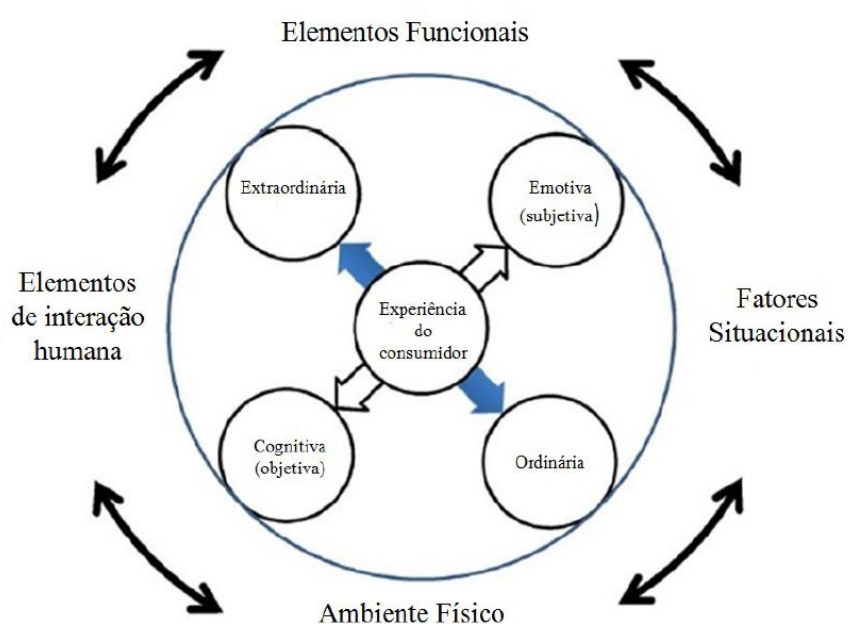 Elementos Funcionais
Extraordinária
Emotiva
(subjetiva)
Elementos
de interação
humana
Experiência
do
consumidor
Fatores
Situacionais
Cognitiva
(objetiva)
Ordinária
Ambiente Físico